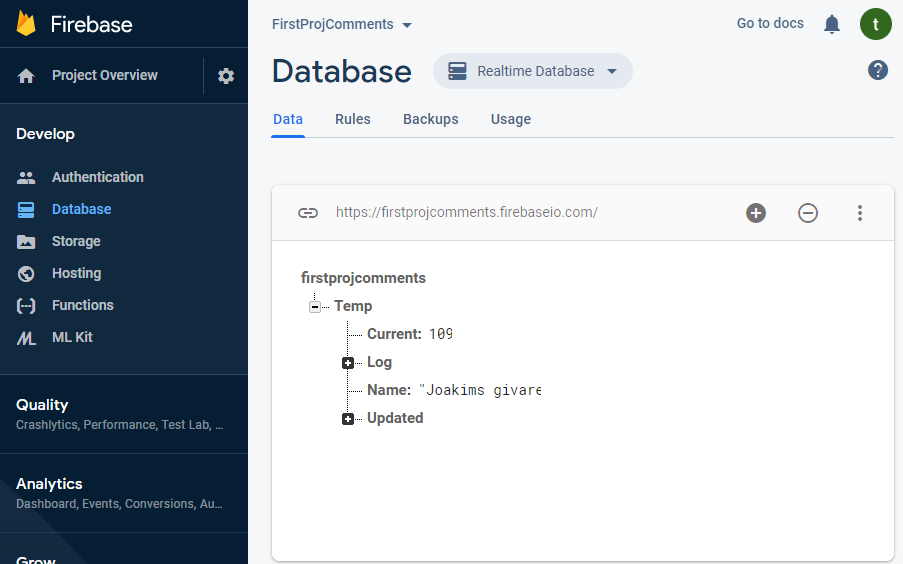 Firebase
Project Overview
Develop
Authentication
Database
Storage
Hosting
Functions
ML Kit
Quality
Crashlytics, Performance, Test Lab, ...
Analytics
Dashboard, Events, Conversions, Au...
Grow
FirstProjComments
Go to docs
t
Database
Realtime Database
?
Data Rules Backups Usage
https://firstprojcomments.firebaseio.com/
firstprojcomments
Temp
Current: 109
Log
Name: "Joakims givare
Updated